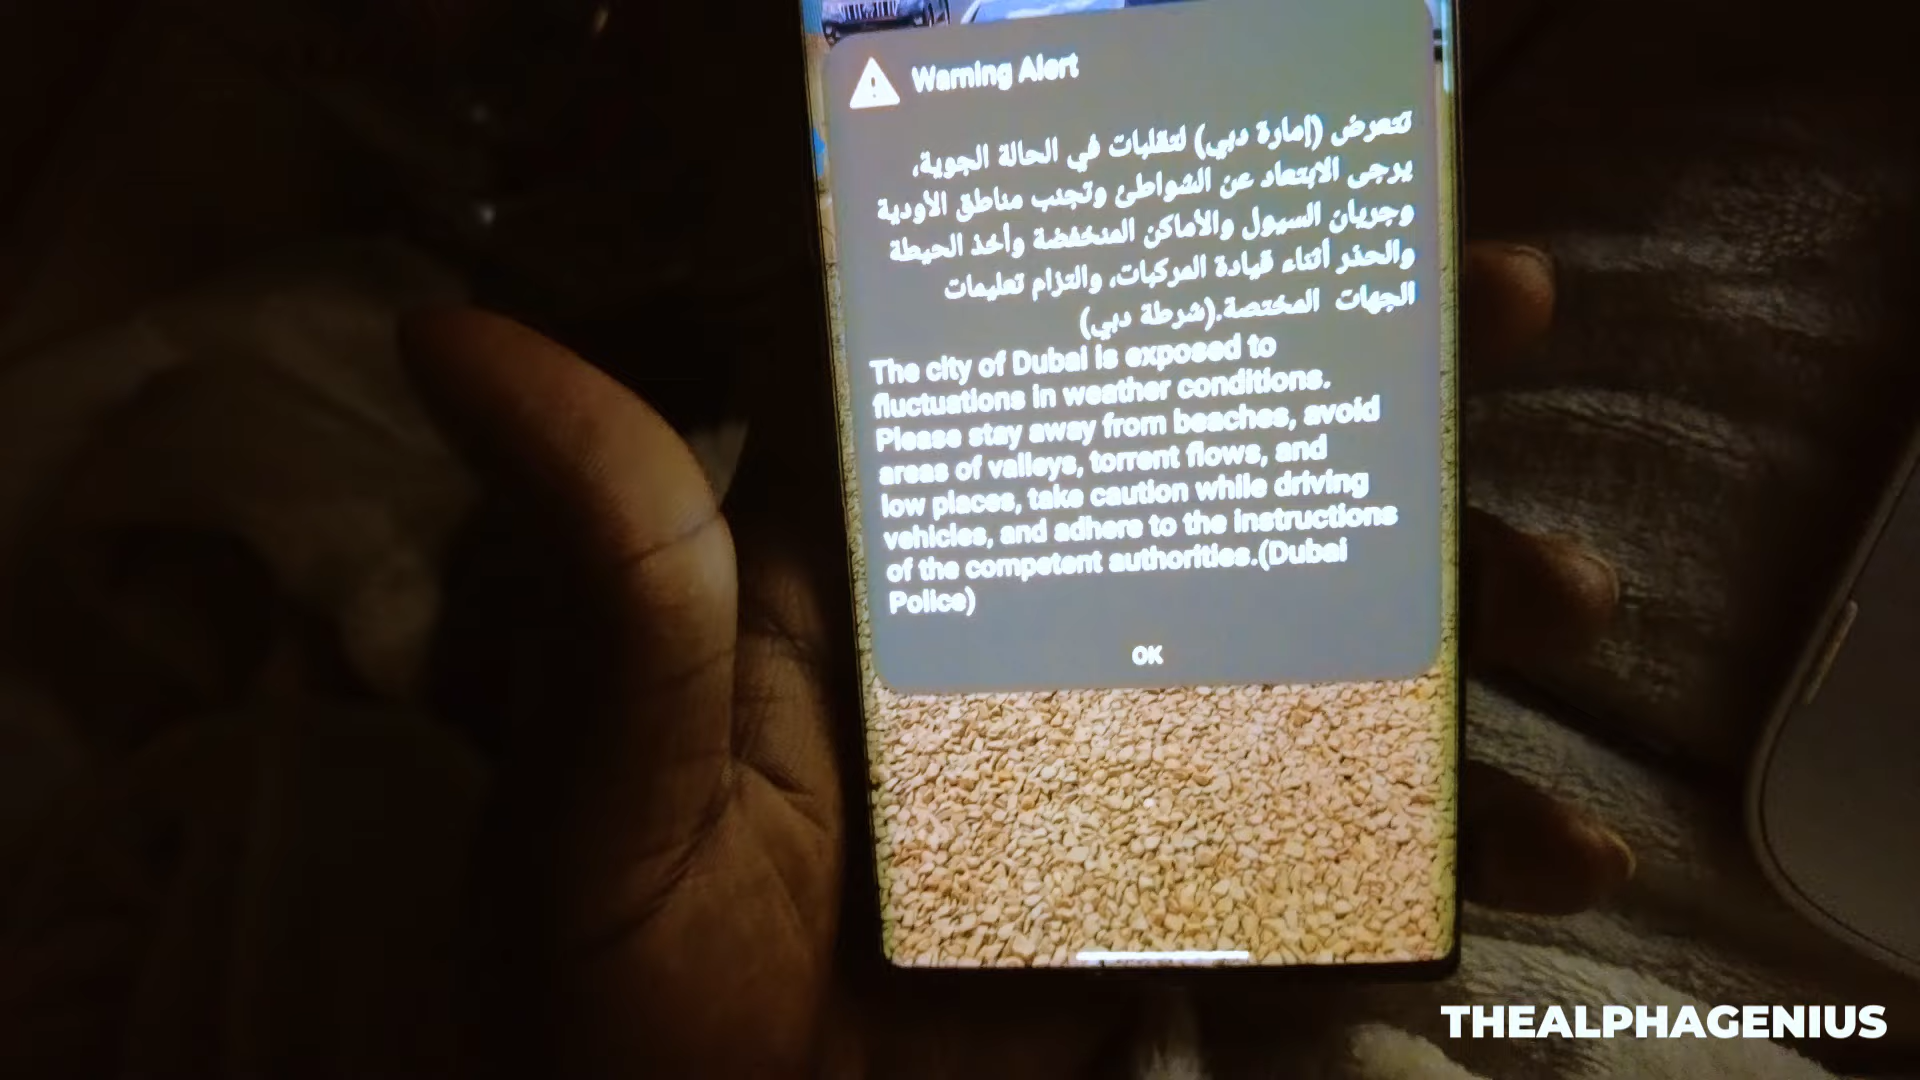 Warning Alert
تتعرض (إمارة دبي) لتقلبات في الحالة الجوية،
يرجى الابتعاد عن الشواطئ وتجنب مناطق الأودية
وجريان السيول والأماكن المنخفضة وأخذ الحيطة
والحذر أثناء قيادة المركبات، والتزام تعليمات
الجهات المختصة.(شرطة دبي)
The city of Dubai is exposed to
fluctuations in weather conditions.
Please stay away from beaches, avoid
areas of valleys, torrent flows, and
low places, take caution while driving
vehicles, and adhere to the instructions
of the competent authorities.(Dubai
Police)
OK
THEALPHAGENIUS